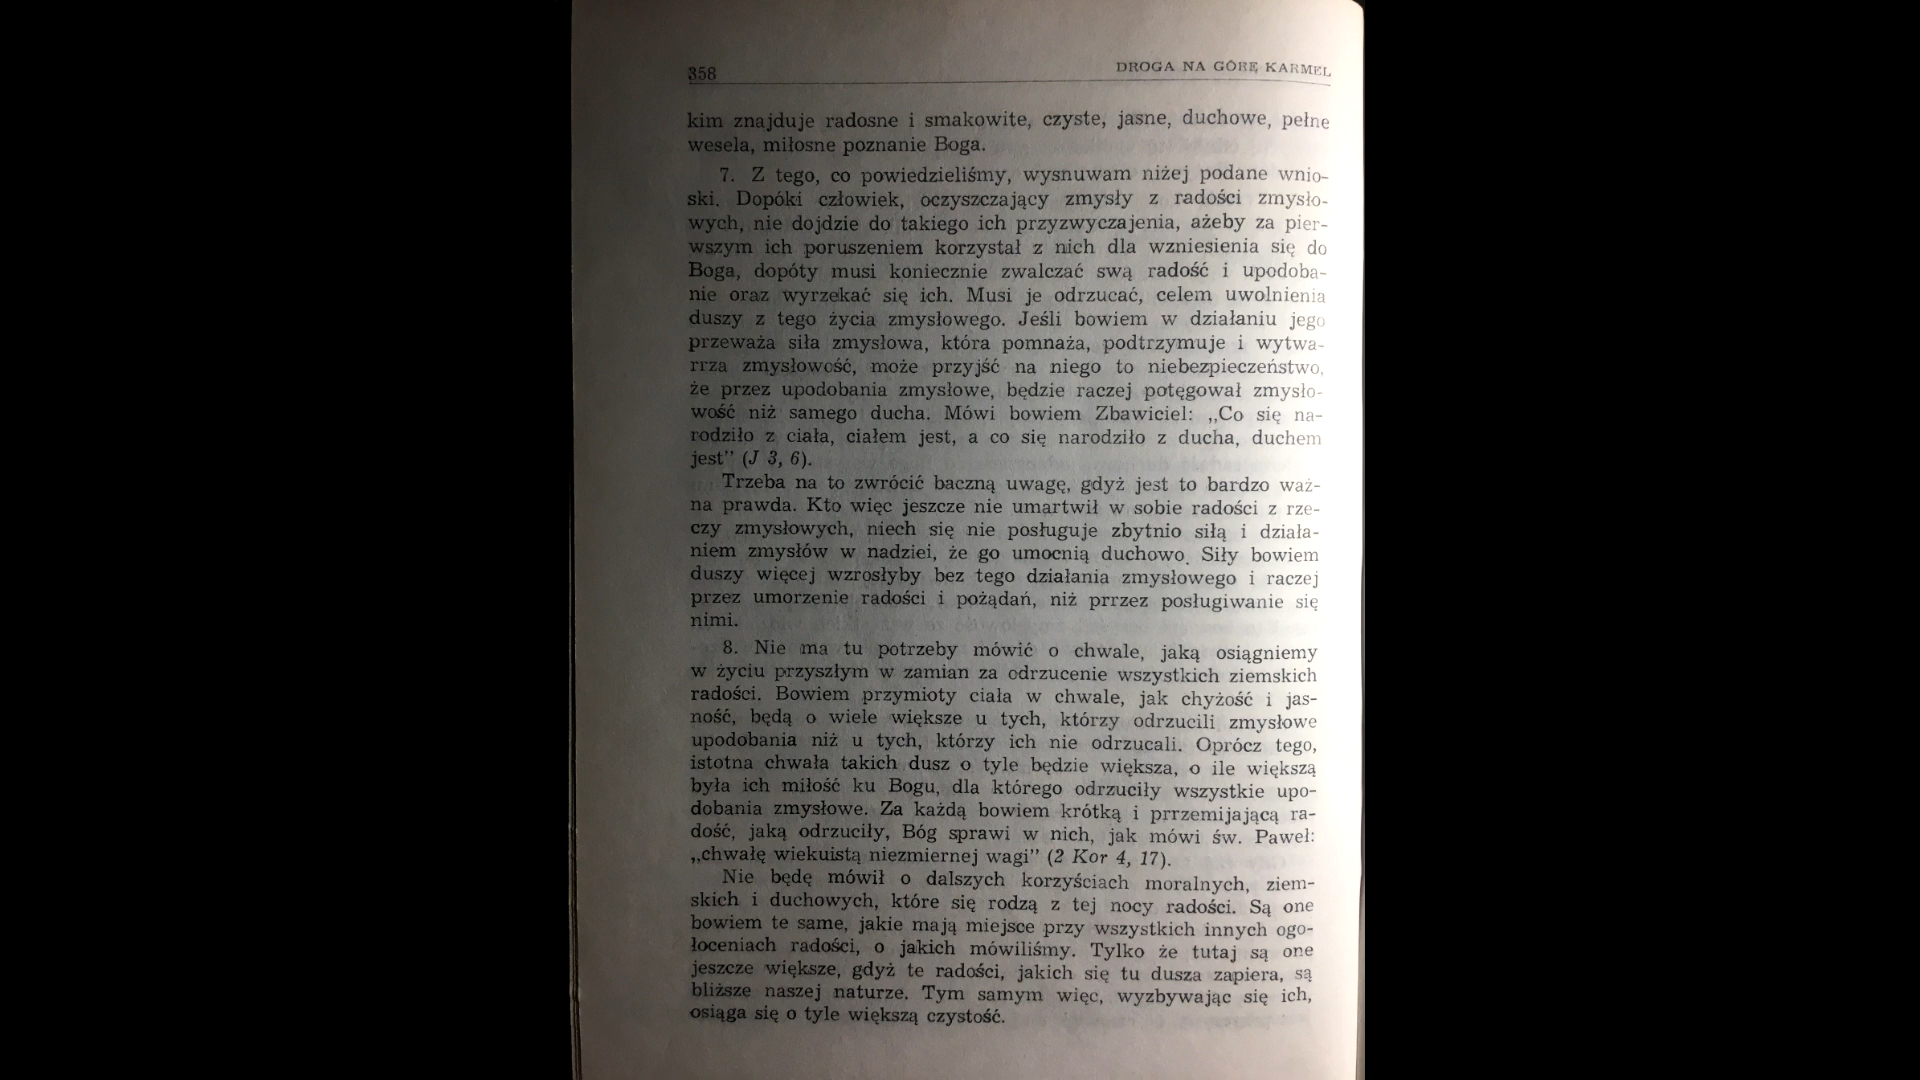 358
DROGA NA GÓRĘ KARMEL
kim znajduje radosne i smakowite, czyste, jasne, duchowe, pełne
wesela, miłosne poznanie Boga.
7. Z tego, co powiedzieliśmy, wysnuwam niżej podane wnio-
ski. Dopóki człowiek, oczyszczający zmysły z radości zmysło-
wych, nie dojdzie do takiego ich przyzwyczajenia, ażeby za pier-
wszym ich poruszeniem korzystał z nich dla wzniesienia się do
Boga, dopóty musi koniecznie zwalczać swą radość i upodoba-
nie oraz wyrzekać się ich. Musi je odrzucać, celem uwolnienia
duszy z tego życia zmysłowego. Jeśli bowiem w działaniu jego
przeważa siła zmysłowa, która pomnaża, podtrzymuje i wytwa-
rrza zmysłowość, może przyjść na niego to niebezpieczeństwo,
że przez upodobania zmysłowe, będzie raczej potęgował zmysło-
wość niż samego ducha. Mówi bowiem Zbawiciel: „Co się na-
rodziło z ciała, ciałem jest, a co się narodziło z ducha, duchem
jest" (J 3, 6).
Trzeba na to zwrócić baczną uwagę, gdyż jest to bardzo waż-
na prawda. Kto więc jeszcze nie umartwił w sobie radości z rze-
czy zmysłowych, niech się nie posługuje zbytnio siłą i działa-
niem zmysłów w nadziei, że go umocnią duchowo. Siły bowiem
duszy więcej wzrosłyby bez tego działania zmysłowego i raczej
przez umorzenie radości i pożądań, niż prrzez posługiwanie się
nimi.
8. Nie ma tu potrzeby mówić o chwale, jaką osiągniemy
w życiu przyszłym w zamian za odrzucenie wszystkich ziemskich
radości. Bowiem przymioty ciała w chwale, jak chyżość i jas-
ność, będą o wiele większe u tych, którzy odrzucili zmysłowe
upodobania niż u tych, którzy ich nie odrzucali. Oprócz tego,
istotna chwała takich dusz o tyle będzie większa, o ile większą
była ich miłość ku Bogu, dla którego odrzuciły wszystkie upo-
dobania zmysłowe. Za każdą bowiem krótką i prrzemijającą ra-
dość, jaką odrzuciły, Bóg sprawi w nich, jak mówi św. Paweł:
„chwałę wiekuistą niezmiernej wagi" (2 Kor 4, 17).
Nie będę mówił o dalszych korzyściach moralnych, ziem-
skich i duchowych, które się rodzą z tej nocy radości. Są one
bowiem te same, jakie mają miejsce przy wszystkich innych ogo-
łoceniach radości, o jakich mówiliśmy. Tylko że tutaj są one
jeszcze większe, gdyż te radości, jakich się tu dusza zapiera, są
bliższe naszej naturze. Tym samym więc, wyzbywając się ich,
osiąga się o tyle większą czystość.